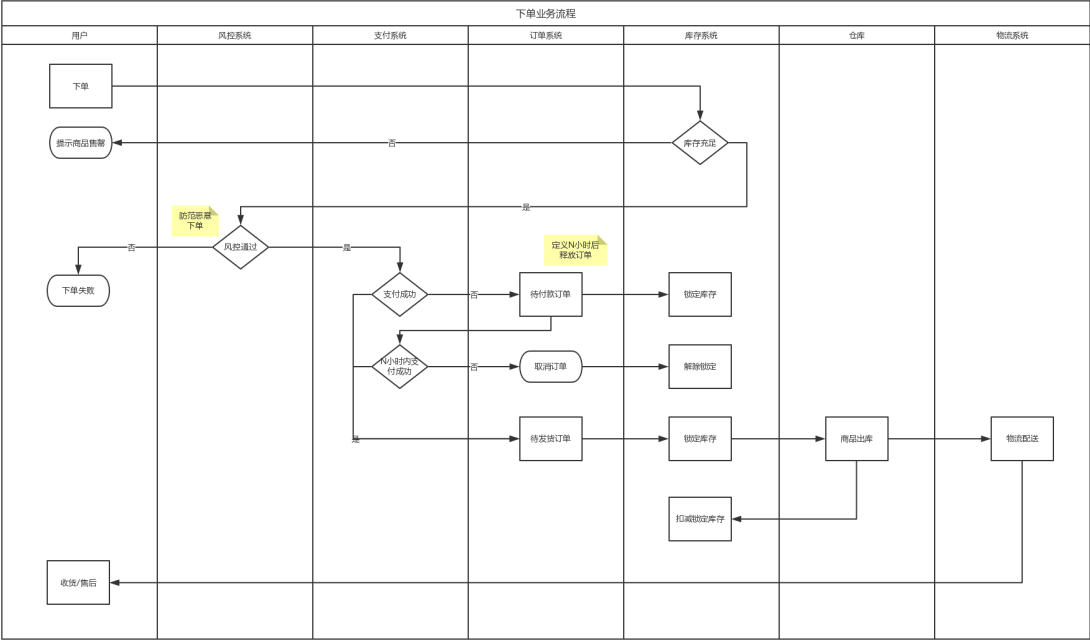 下单业务流程
用户
风控系统
支付系统
订单系统
库存系统
仓库
物流系统
下单
提示商品售罄
否
库存充足
是
防范恶意
下单
否
风控通过
是
定义N小时后
释放订单
下单失败
支付成功
否
待付款订单
锁定库存
N小时内支
付成功
否
取消订单
解除锁定
是
待发货订单
锁定库存
商品出库
物流配送
扣减锁定库存
收货/售后